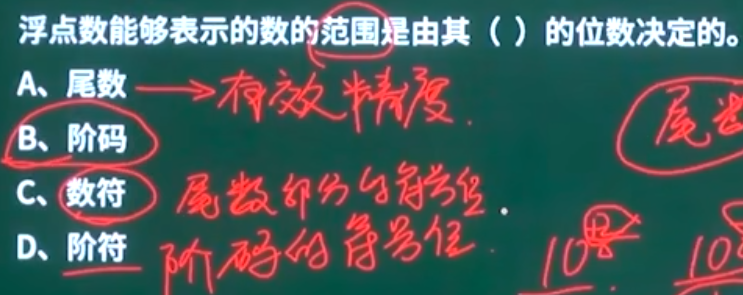 浮点数能够表示的数的范围是由其（ ）的位数决定的。
A、尾数 → 有效精度.
尾数
B、阶码
C、数符 尾数部分的符号位.
D、阶符 阶码的符号位.
10 10